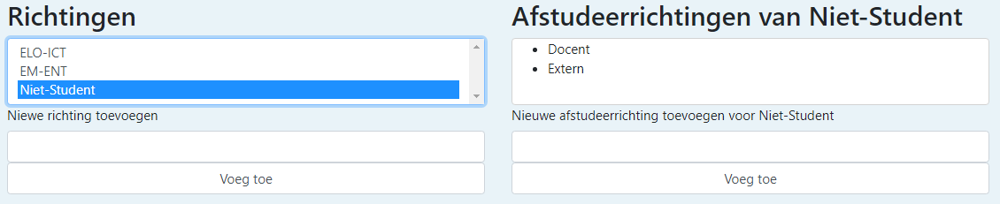 Richtingen
ELO-ICT
EM-ENT
Niet-Student
Niewe richting toevoegen
Voeg toe
Afstudeerrichtingen van Niet-Student
Docent
Extern
Nieuwe afstudeerrichting toevoegen voor Niet-Student
Voeg toe